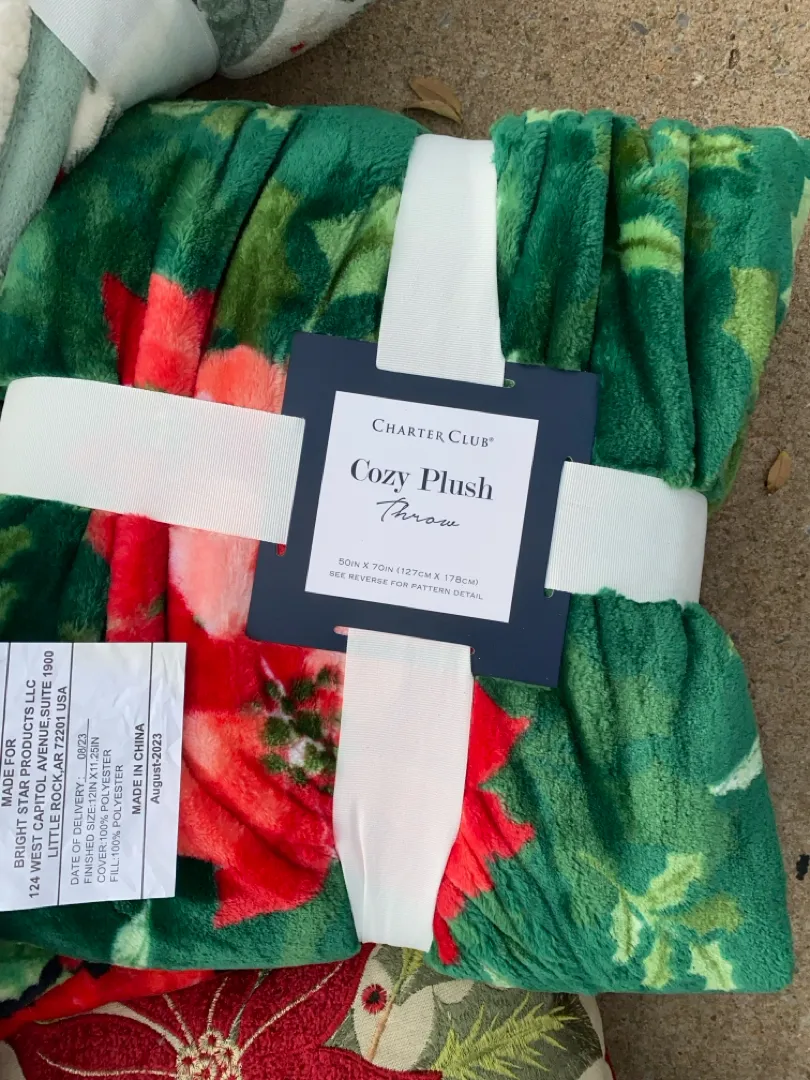 CHARTER CLUB®
Cozy Plush
Throw
50IN X 70IN (127CM X 178CM)
SEE REVERSE FOR PATTERN DETAIL
MADE FOR
BRIGHT STAR PRODUCTS LLC
124 WEST CAPITOL AVENUE,SUITE 1900
LITTLE ROCK,AR 72201 USA
DATE OF DELIVERY: 08/23
FINISHED SIZE:12IN X11.25IN
COVER:100% POLYESTER
FILL:100% POLYESTER
MADE IN CHINA
August-2023